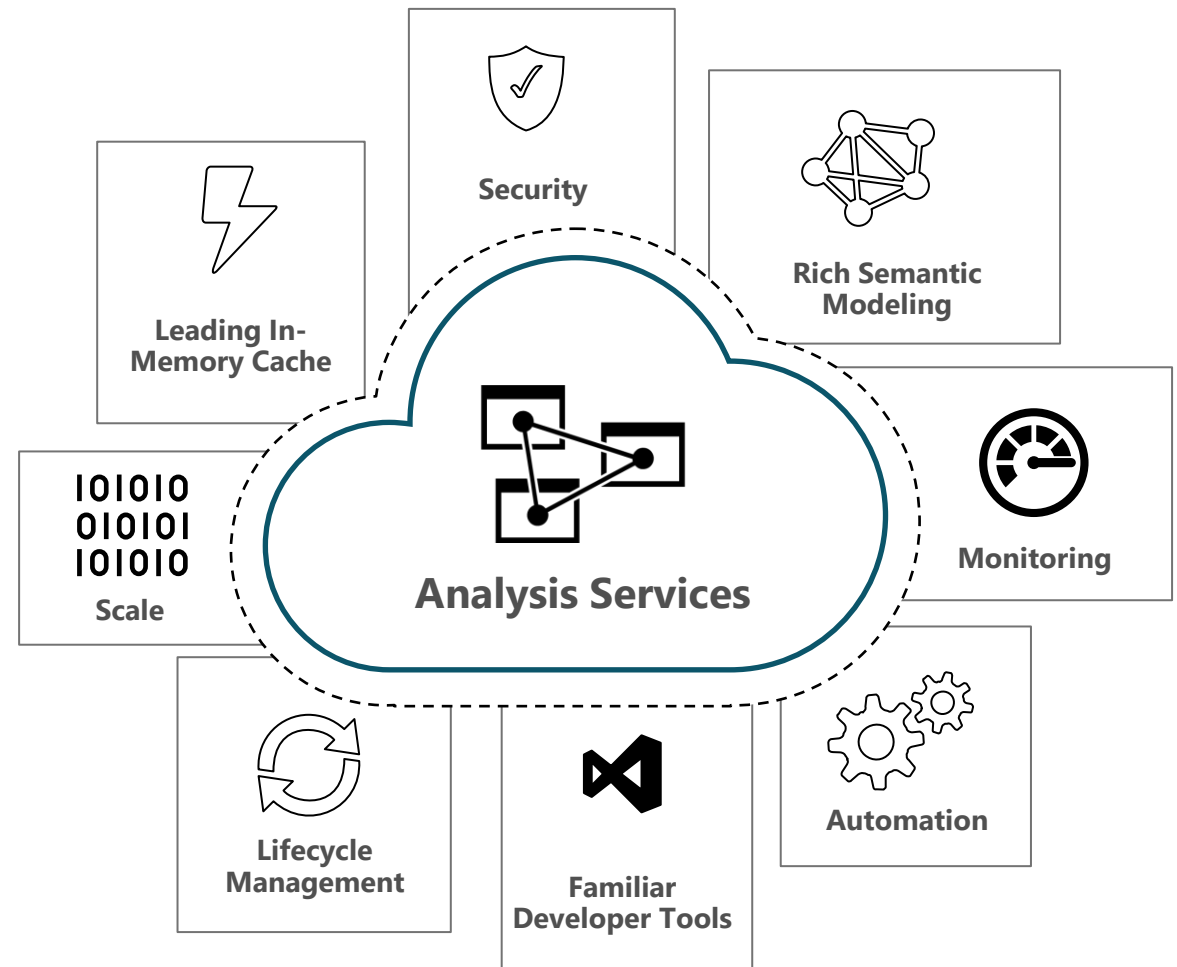 Security
Rich Semantic
Modeling
Leading In-
Memory Cache
101010
010101
101010
Scale
Analysis Services
Monitoring
Automation
Lifecycle
Management
Familiar
Developer Tools